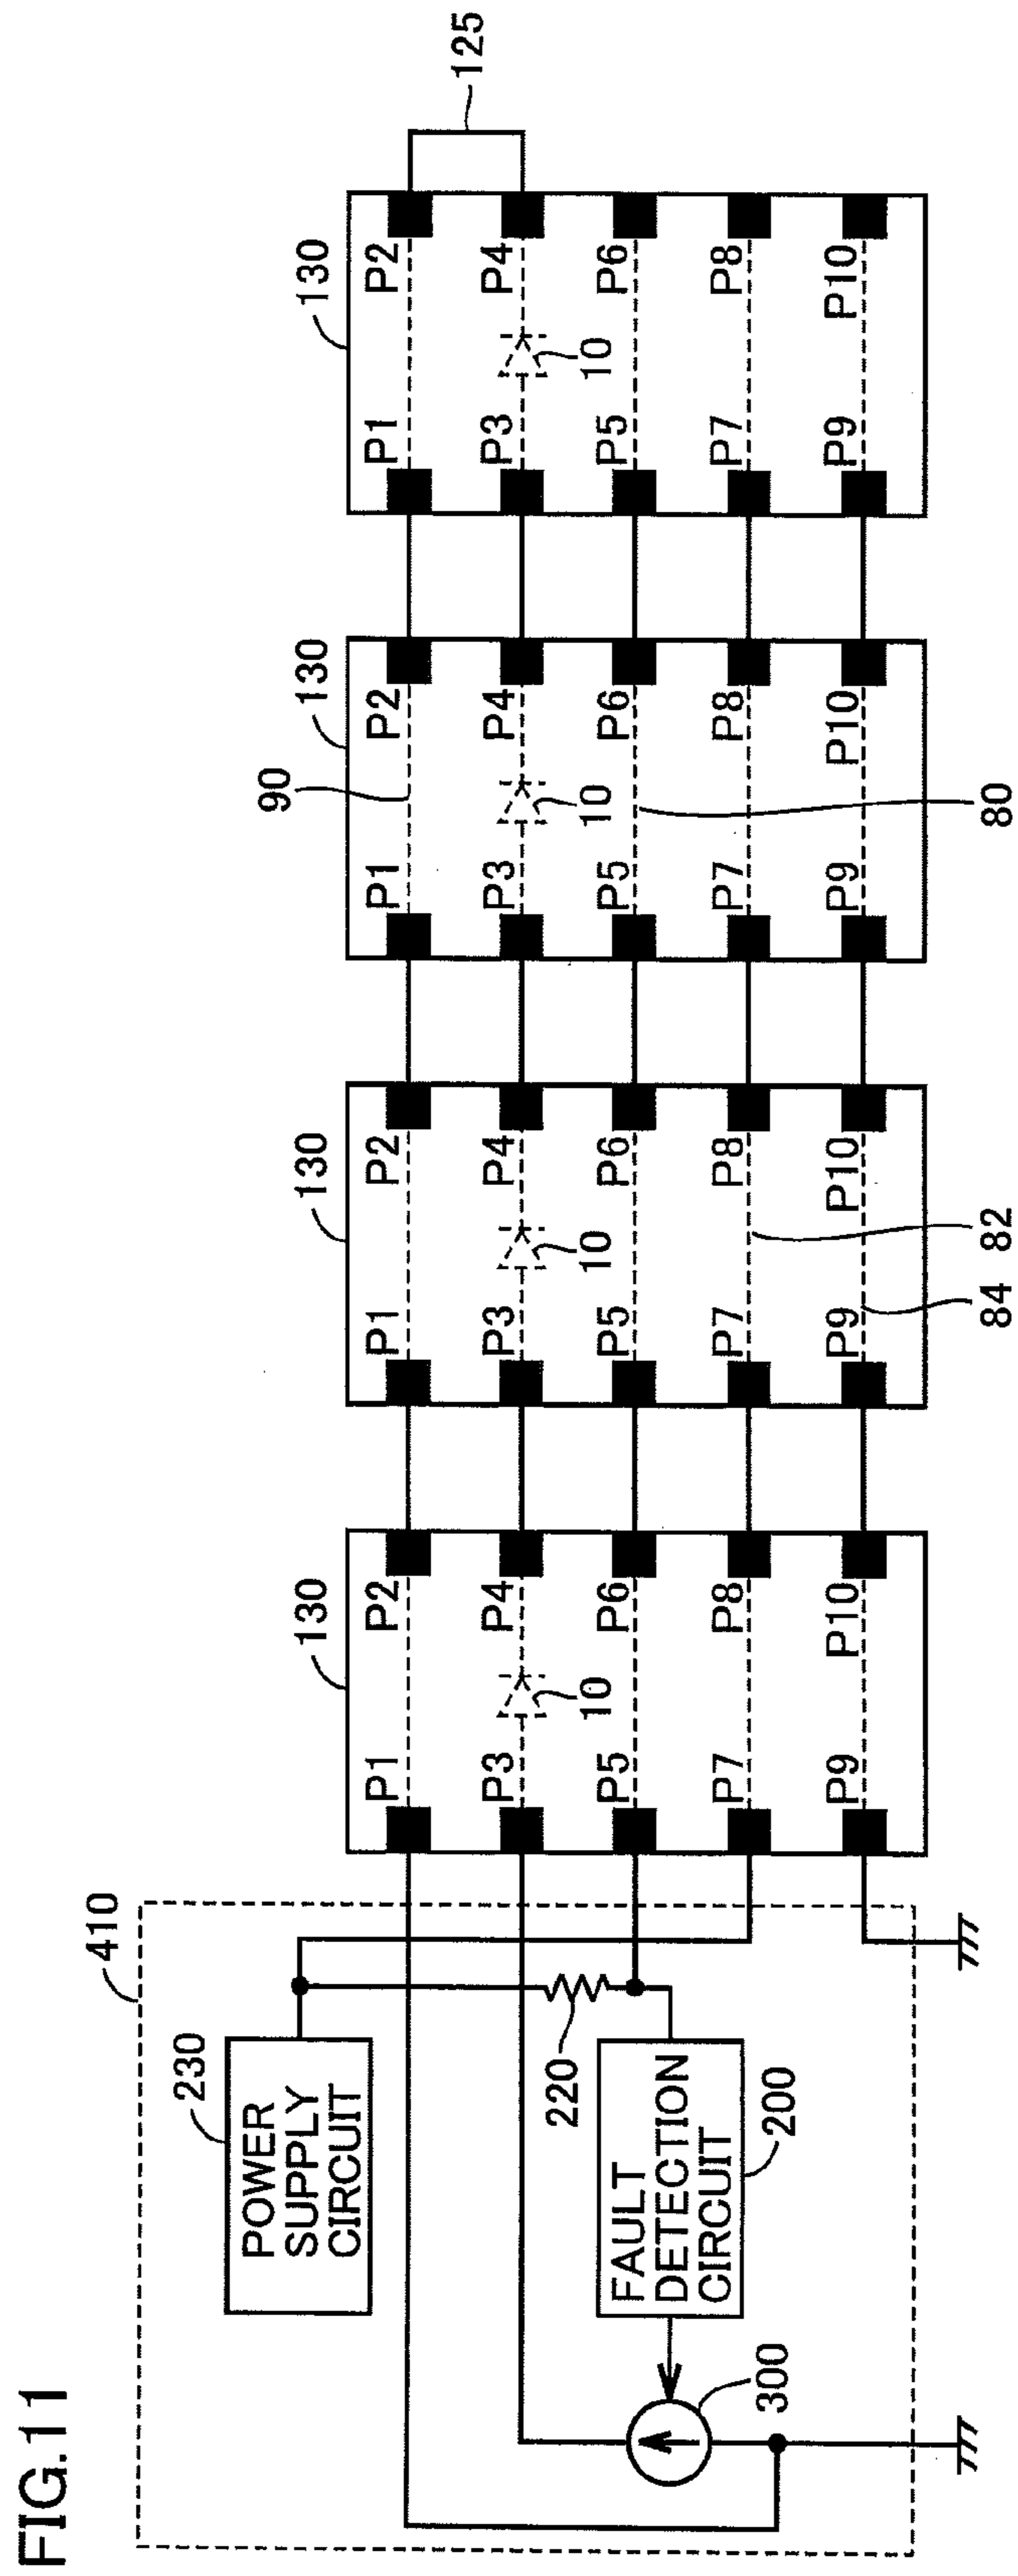 FIG.11
410
230
POWER
SUPPLY
CIRCUIT
220
FAULT
DETECTION
CIRCUIT
200
300
130
P1
P2
P3
10
P4
P5
P6
P7
P8
P9
P10
130
P1
P2
P3
10
P4
P5
P6
P7
P8
82
P9
P10
84
130
90
P1
P2
P3
10
P4
P5
P6
80
P7
P8
P9
P10
130
P1
P2
P3
10
P4
P5
P6
P7
P8
P9
P10
125